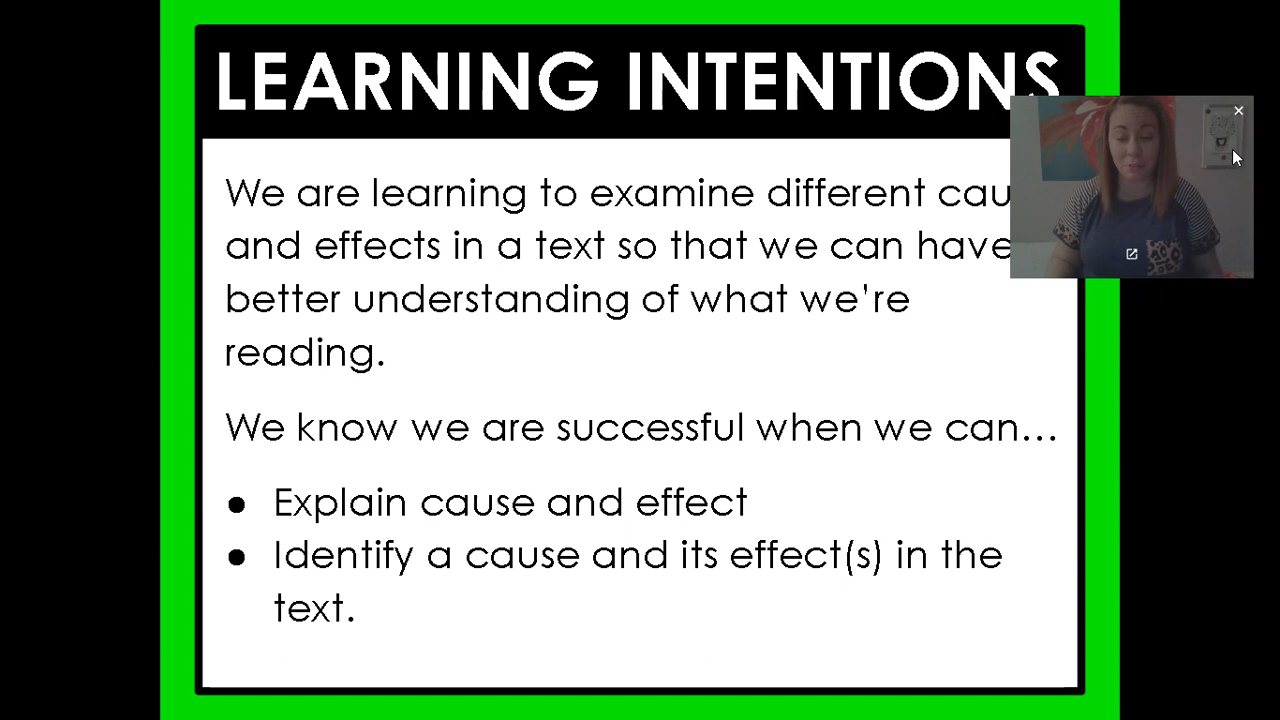 LEARNING INTENTIONS
We are learning to examine different cau
and effects in a text so that we can have
better understanding of what we're
reading.
We know we are successful when we can...
● Explain cause and effect
● Identify a cause and its effect(s) in the
text.